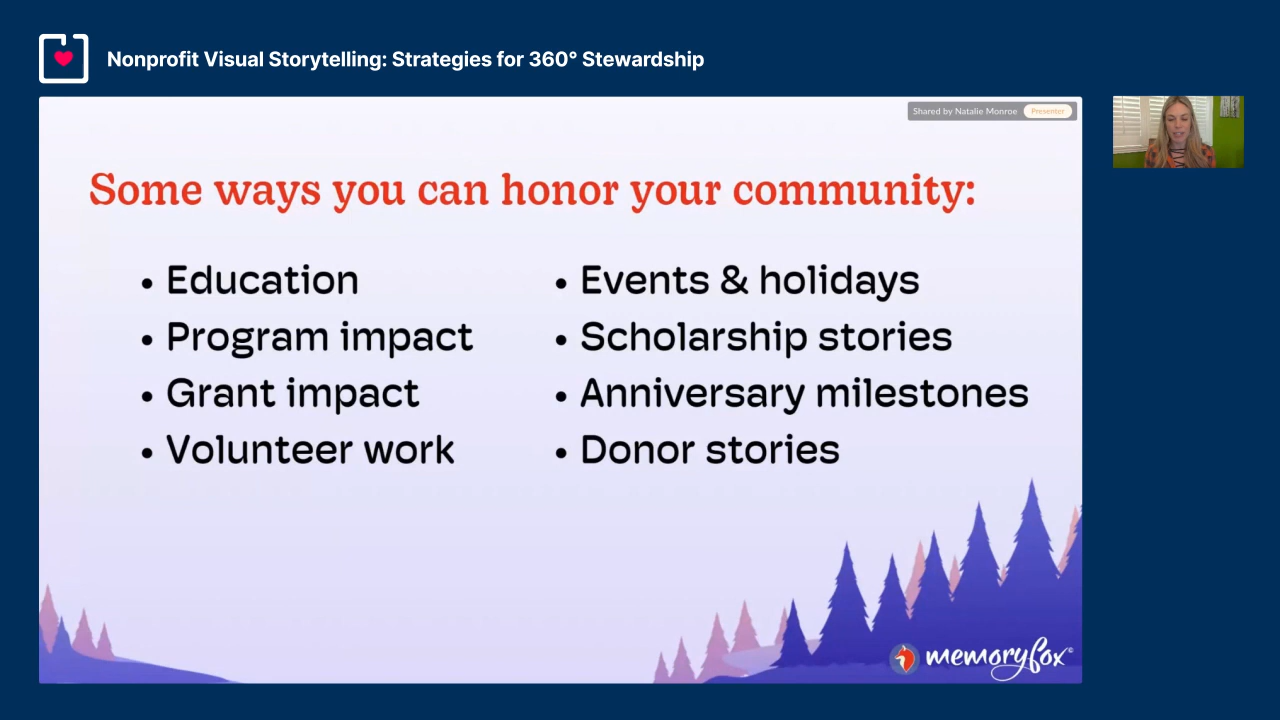 Nonprofit Visual Storytelling: Strategies for 360° Stewardship
Shared by Natalie Monroe Presenter
Some ways you can honor your community:
• Education
• Program impact
• Grant impact
• Volunteer work
• Events & holidays
• Scholarship stories
• Anniversary milestones
• Donor stories
memoryfox©